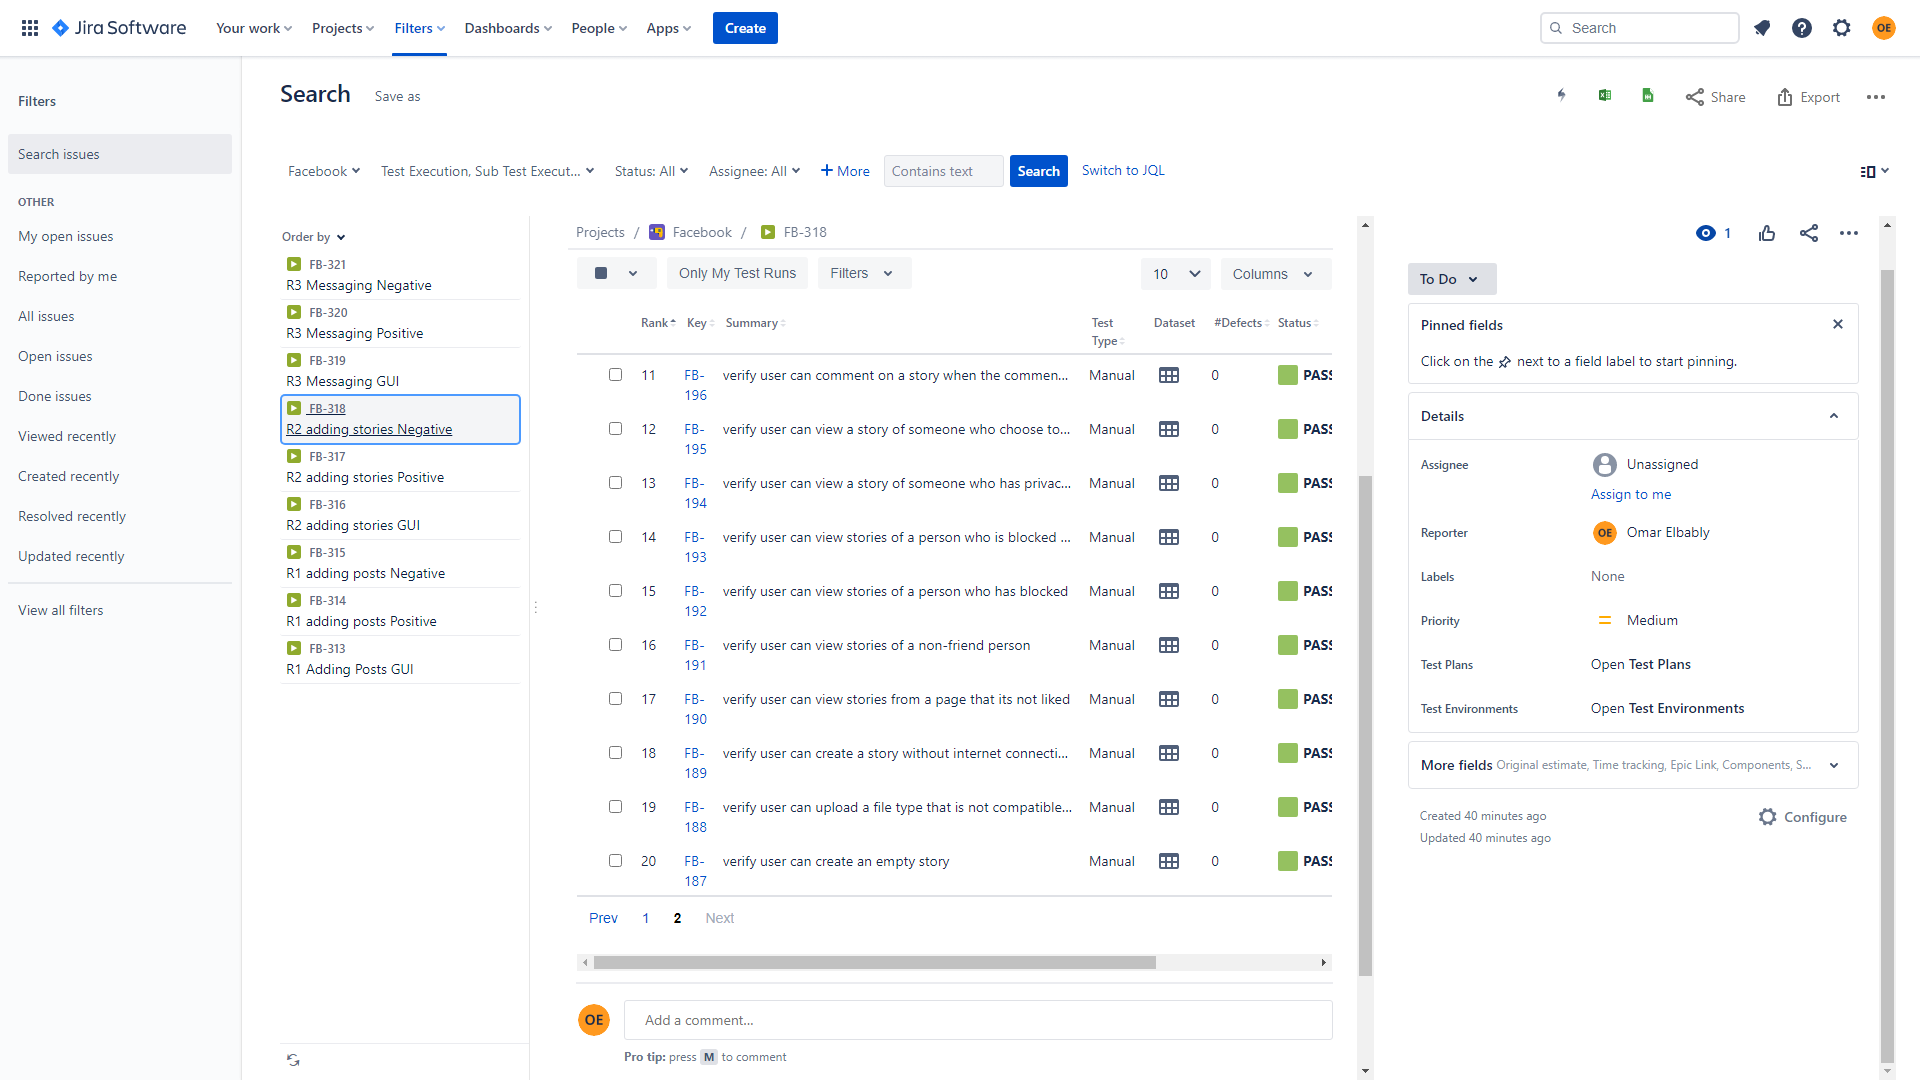 Jira Software
Your work
Projects
Filters
Dashboards
People
Apps
Create
Search
OE
Filters
Search issues
OTHER
My open issues
Reported by me
All issues
Open issues
Done issues
Viewed recently
Created recently
Resolved recently
Updated recently
View all filters
Search
Save as
Share
Export
Facebook
Test Execution, Sub Test Execut...
Status: All
Assignee: All
More
Contains text
Search
Switch to JQL
Order by
FB-321
R3 Messaging Negative
FB-320
R3 Messaging Positive
FB-319
R3 Messaging GUI
FB-318
R2 adding stories Negative
FB-317
R2 adding stories Positive
FB-316
R2 adding stories GUI
FB-315
R1 adding posts Negative
FB-314
R1 adding posts Positive
FB-313
R1 Adding Posts GUI
Projects / Facebook / FB-318
Only My Test Runs
Filters
10
Columns
Rank Key Summary Test Type Dataset #Defects Status
11 FB-196 verify user can comment on a story when the commen... Manual 0 PASS
12 FB-195 verify user can view a story of someone who choose to... Manual 0 PASS
13 FB-194 verify user can view a story of someone who has privac... Manual 0 PASS
14 FB-193 verify user can view stories of a person who is blocked ... Manual 0 PASS
15 FB-192 verify user can view stories of a person who has blocked Manual 0 PASS
16 FB-191 verify user can view stories of a non-friend person Manual 0 PASS
17 FB-190 verify user can view stories from a page that its not liked Manual 0 PASS
18 FB-189 verify user can create a story without internet connecti... Manual 0 PASS
19 FB-188 verify user can upload a file type that is not compatible... Manual 0 PASS
20 FB-187 verify user can create an empty story Manual 0 PASS
Prev 1 2 Next
OE
Add a comment...
Pro tip: press M to comment
1
To Do
Pinned fields
Click on the next to a field label to start pinning.
Details
Assignee
Unassigned
Assign to me
Reporter
OE
Omar Elbably
Labels
None
Priority
Medium
Test Plans
Open Test Plans
Test Environments
Open Test Environments
More fields Original estimate, Time tracking, Epic Link, Components, S...
Created 40 minutes ago
Updated 40 minutes ago
Configure